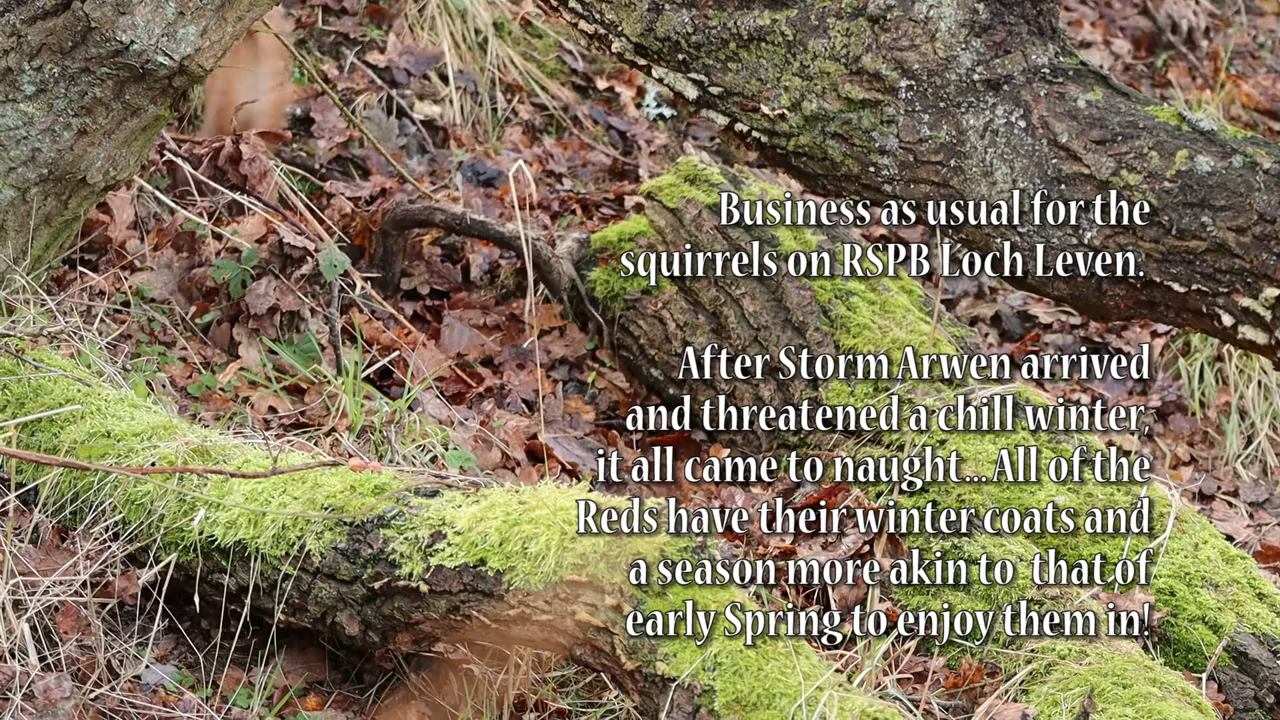 Business as usual for the
squirrels on RSPB Loch Leven.
After Storm Arwen arrived
and threatened a chill winter,
it all came to naught... All of the
Reds have their winter coats and
a season more akin to that of
early Spring to enjoy them in!